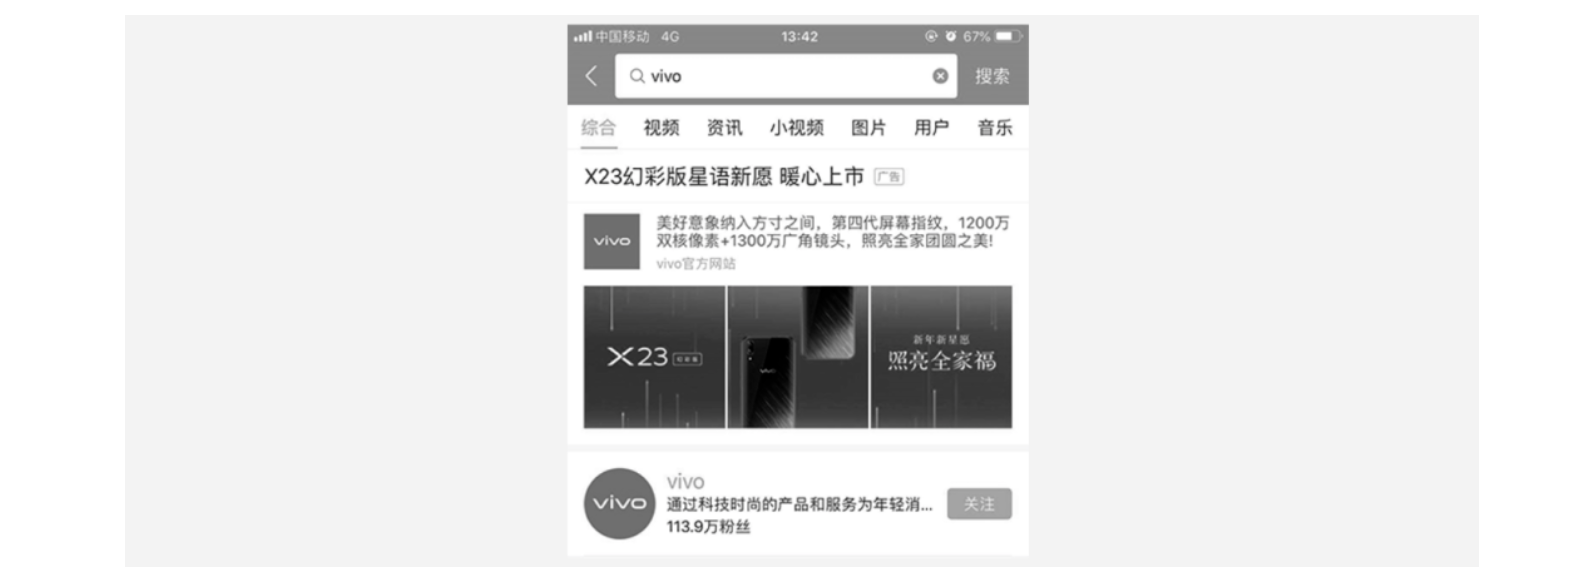 中国移动 4G 13:42 67%
vivo 搜索
综合 视频 资讯 小视频 图片 用户 音乐
X23幻彩版星语新愿 暖心上市 广告
vivo
美好意象纳入方寸之间，第四代屏幕指纹，1200万
双核像素+1300万广角镜头，照亮全家团圆之美!
vivo官方网站
X23 幻彩版
vivo
新年新星愿
照亮全家福
vivo
vivo
通过科技时尚的产品和服务为年轻消...
113.9万粉丝
关注